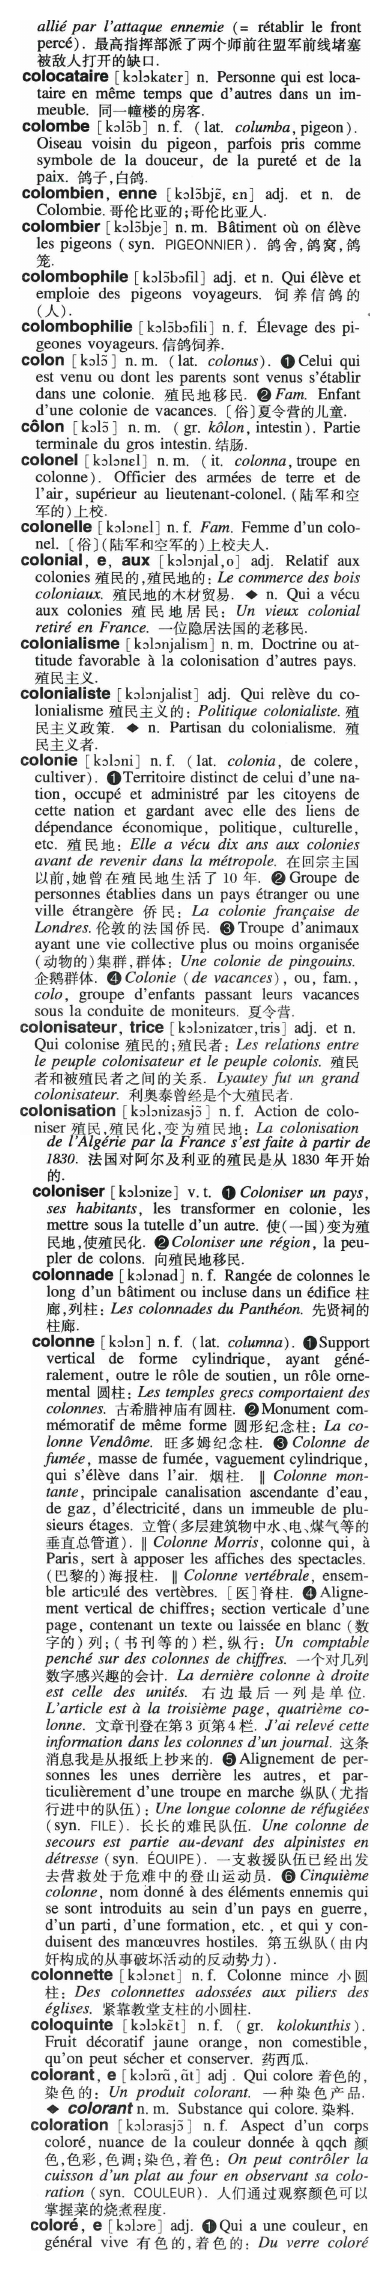 allié par l'attaque ennemie (= rétablir le front
percé). 最高指挥部派了两个师前往盟军前线堵塞
被敌人打开的缺口.
colocataire [kɔlɔkatɛr] n. Personne qui est loca-
taire en même temps que d'autres dans un im-
meuble. 同一幢楼的房客.
colombe [kɔlɔ̃b] n. f. (lat. columba, pigeon).
Oiseau voisin du pigeon, parfois pris comme
symbole de la douceur, de la pureté et de la
paix. 鸽子,白鸽.
colombien, enne [kɔlɔ̃bjɛ̃, ɛn] adj. et n. de
Colombie. 哥伦比亚的;哥伦比亚人.
colombier [kɔlɔ̃bje] n. m. Bâtiment où on élève
les pigeons (syn. PIGEONNIER). 鸽舍,鸽窝,鸽
笼.
colombophile [kɔlɔ̃bɔfil] adj. et n. Qui élève et
emploie des pigeons voyageurs. 饲养信鸽的
(人).
colombophilie [kɔlɔ̃bɔfili] n. f. Élevage des pi-
geones voyageurs. 信鸽饲养.
colon [kɔlɔ̃] n. m. (lat. colonus). ❶ Celui qui
est venu ou dont les parents sont venus s'établir
dans une colonie. 殖民地移民. ❷ Fam. Enfant
d'une colonie de vacances. [俗]夏令营的儿童.
côlon [kɔlɔ̃] n. m. (gr. kôlon, intestin). Partie
terminale du gros intestin. 结肠.
colonel [kɔlɔnɛl] n. m. (it. colonna, troupe en
colonne). Officier des armées de terre et de
l'air, supérieur au lieutenant-colonel. (陆军和空
军的)上校.
colonelle [kɔlɔnɛl] n. f. Fam. Femme d'un colo-
nel. [俗](陆军和空军的)上校夫人.
colonial, e, aux [kɔlɔnjal,o] adj. Relatif aux
colonies 殖民的,殖民地的: Le commerce des bois
coloniaux. 殖民地的木材贸易. ◆ n. Qui a vécu
aux colonies 殖民地居民: Un vieux colonial
retiré en France. 一位隐居法国的老移民.
colonialisme [kɔlɔnjalism] n. m. Doctrine ou at-
titude favorable à la colonisation d'autres pays.
殖民主义.
colonialiste [kɔlɔnjalist] adj. Qui relève du co-
lonialisme 殖民主义的: Politique colonialiste. 殖
民主义政策. ◆ n. Partisan du colonialisme. 殖
民主义者.
colonie [kɔlɔni] n. f. (lat. colonia, de colere,
cultiver). ❶ Territoire distinct de celui d'une na-
tion, occupé et administré par les citoyens de
cette nation et gardant avec elle des liens de
dépendance économique, politique, culturelle,
etc. 殖民地: Elle a vécu dix ans aux colonies
avant de revenir dans la métropole. 在回宗主国
以前,她曾在殖民地生活了 10 年. ❷ Groupe de
personnes établies dans un pays étranger ou une
ville étrangère 侨民: La colonie française de
Londres. 伦敦的法国侨民. ❸ Troupe d'animaux
ayant une vie collective plus ou moins organisée
(动物的)集群,群体: Une colonie de pingouins.
企鹅群体. ❹ Colonie (de vacances), ou, fam.,
colo, groupe d'enfants passant leurs vacances
sous la conduite de moniteurs. 夏令营.
colonisateur, trice [kɔlɔnizatœr,tris] adj. et n.
Qui colonise 殖民的;殖民者: Les relations entre
le peuple colonisateur et le peuple colonis. 殖民
者和被殖民者之间的关系. Lyautey fut un grand
colonisateur. 利奥泰曾经是个大殖民者.
colonisation [kɔlɔnizasjɔ̃] n. f. Action de colo-
niser 殖民,殖民化,变为殖民地: La colonisation
de l'Algérie par la France s'est faite à partir de
1830. 法国对阿尔及利亚的殖民是从 1830 年开始
的.
coloniser [kɔlɔnize] v. t. ❶ Coloniser un pays,
ses habitants, les transformer en colonie, les
mettre sous la tutelle d'un autre. 使(一国)变为殖
民地,使殖民化. ❷ Coloniser une région, la peu-
pler de colons. 向殖民地移民.
colonnade [kɔlɔnad] n. f. Rangée de colonnes le
long d'un bâtiment ou incluse dans un édifice 柱
廊,列柱: Les colonnades du Panthéon. 先贤祠的
柱廊.
colonne [kɔlɔn] n. f. (lat. columna). ❶ Support
vertical de forme cylindrique, ayant géné-
ralement, outre le rôle de soutien, un rôle orne-
mental 圆柱: Les temples grecs comportaient des
colonnes. 古希腊神庙有圆柱. ❷ Monument com-
mémoratif de même forme 圆形纪念柱: La co-
lonne Vendôme. 旺多姆纪念柱. ❸ Colonne de
fumée, masse de fumée, vaguement cylindrique,
qui s'élève dans l'air. 烟柱. ‖ Colonne mon-
tante, principale canalisation ascendante d'eau,
de gaz, d'électricité, dans un immeuble de plu-
sieurs étages. 立管(多层建筑物中水、电、煤气等的
垂直总管道). ‖ Colonne Morris, colonne qui, à
Paris, sert à apposer les affiches des spectacles.
(巴黎的)海报柱. ‖ Colonne vertébrale, ensem-
ble articulé des vertèbres. [医]脊柱. ❹ Aligne-
ment vertical de chiffres; section verticale d'une
page, contenant un texte ou laissée en blanc (数
字的)列;(书刊等的)栏,纵行: Un comptable
penché sur des colonnes de chiffres. 一个对几列
数字感兴趣的会计. La dernière colonne à droite
est celle des unités. 右边最后一列是单位.
L'article est à la troisième page, quatrième co-
lonne. 文章刊登在第 3 页第 4 栏. J'ai relevé cette
information dans les colonnes d'un journal. 这条
消息我是从报纸上抄来的. ❺ Alignement de per-
sonnes les unes derrière les autres, et par-
ticulièrement d'une troupe en marche 纵队(尤指
行进中的队伍): Une longue colonne de réfugiées
(syn. FILE). 长长的难民队伍. Une colonne de
secours est partie au-devant des alpinistes en
détresse (syn. ÉQUIPE). 一支救援队伍已经出发
去营救处于危难中的登山运动员. ❻ Cinquième
colonne, nom donné à des éléments ennemis qui
se sont introduits au sein d'un pays en guerre,
d'un parti, d'une formation, etc., et qui y con-
duisent des manœuvres hostiles. 第五纵队(由内
奸构成的从事破坏活动的反动势力).
colonnette [kɔlɔnɛt] n. f. Colonne mince 小圆
柱: Des colonnettes adossées aux piliers des
églises. 紧靠教堂支柱的小圆柱.
coloquinte [kɔlɔkɛ̃t] n. f. (gr. kolokunthis).
Fruit décoratif jaune orange, non comestible,
qu'on peut sécher et conserver. 药西瓜.
colorant, e [kɔlɔrɑ̃, ɑ̃t] adj. Qui colore 着色的,
染色的: Un produit colorant. 一种染色产品.
◆ colorant n. m. Substance qui colore. 染料.
coloration [kɔlɔrasjɔ̃] n. f. Aspect d'un corps
coloré, nuance de la couleur donnée à qqch 颜
色,色彩,色调;染色,着色: On peut contrôler la
cuisson d'un plat au four en observant sa colo-
ration (syn. COULEUR). 人们通过观察颜色可以
掌握菜的烧煮程度.
coloré, e [kɔlɔre] adj. ❶ Qui a une couleur, en
général vive 有色的,着色的: Du verre coloré